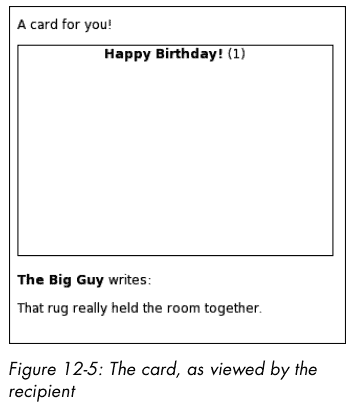 A card for you!
Happy Birthday! (1)
The Big Guy writes:
That rug really held the room together.
Figure 12-5: The card, as viewed by the
recipient